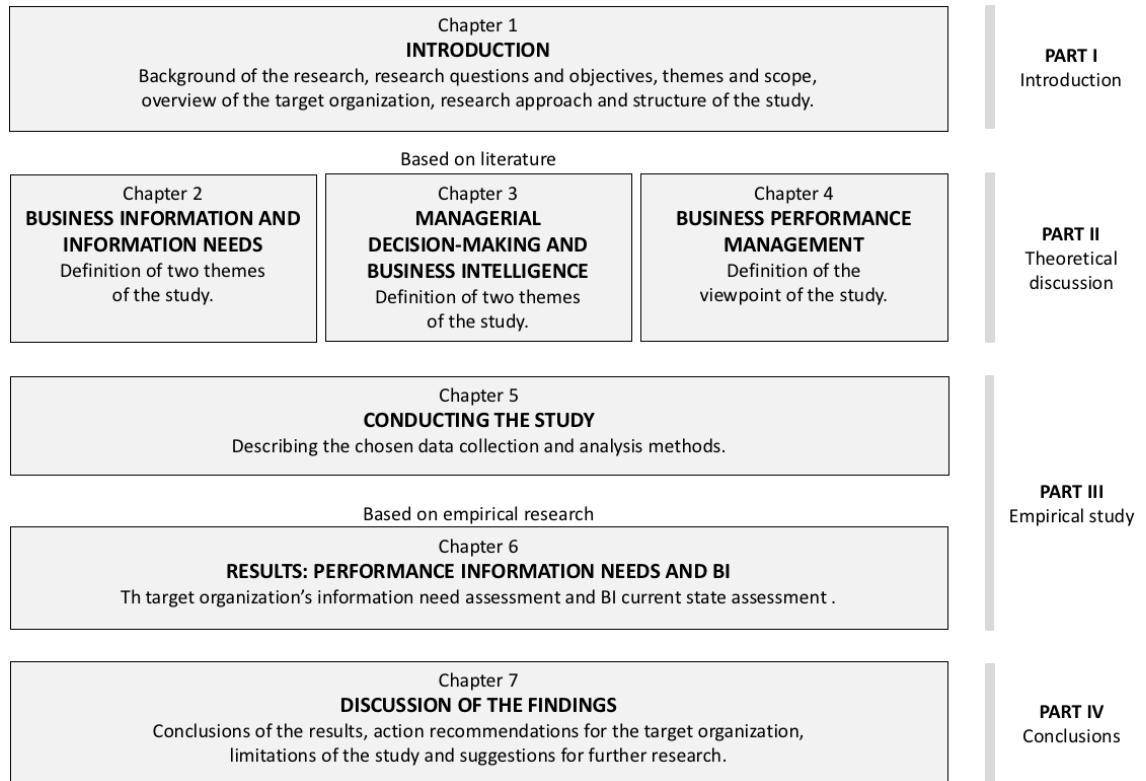 Chapter 1
INTRODUCTION
Background of the research, research questions and objectives, themes and scope,
overview of the target organization, research approach and structure of the study.
PART I
Introduction
Based on literature
Chapter 2
BUSINESS INFORMATION AND
INFORMATION NEEDS
Definition of two themes
of the study.
Chapter 3
MANAGERIAL
DECISION-MAKING AND
BUSINESS INTELLIGENCE
Definition of two themes
of the study.
Chapter 4
BUSINESS PERFORMANCE
MANAGEMENT
Definition of the
viewpoint of the study.
PART II
Theoretical
discussion
Chapter 5
CONDUCTING THE STUDY
Describing the chosen data collection and analysis methods.
Based on empirical research
Chapter 6
RESULTS: PERFORMANCE INFORMATION NEEDS AND BI
Th target organization’s information need assessment and BI current state assessment .
PART III
Empirical study
Chapter 7
DISCUSSION OF THE FINDINGS
Conclusions of the results, action recommendations for the target organization,
limitations of the study and suggestions for further research.
PART IV
Conclusions